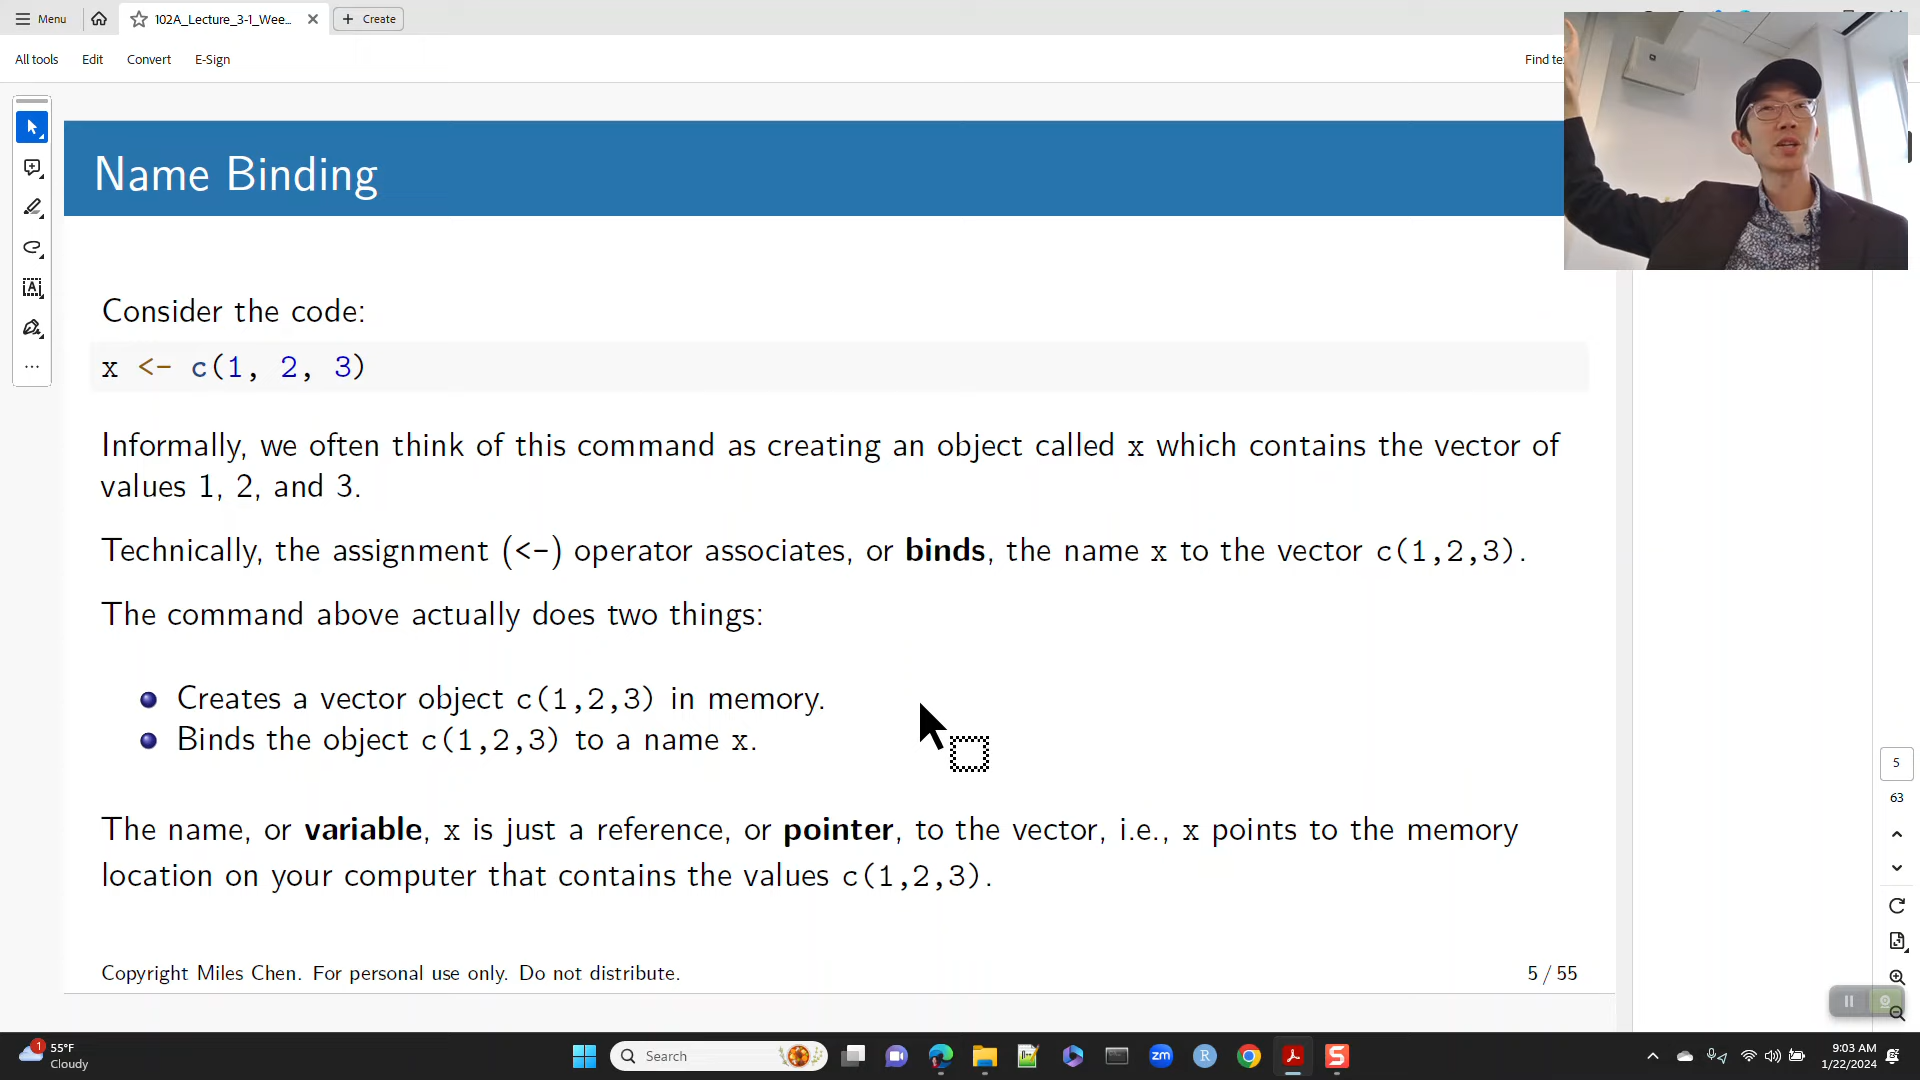 Menu
102A_Lecture_3-1_Wee...
Create
All tools
Edit
Convert
E-Sign
Name Binding
Consider the code:
x <- c(1, 2, 3)
Informally, we often think of this command as creating an object called x which contains the vector of
values 1, 2, and 3.
Technically, the assignment (<-) operator associates, or binds, the name x to the vector c(1,2,3).
The command above actually does two things:
Creates a vector object c(1,2,3) in memory.
Binds the object c(1,2,3) to a name x.
The name, or variable, x is just a reference, or pointer, to the vector, i.e., x points to the memory
location on your computer that contains the values c(1,2,3).
Copyright Miles Chen. For personal use only. Do not distribute.
5 / 55
5
63
1
55°F
Cloudy
Search
zm
R
S
9:03 AM
1/22/2024